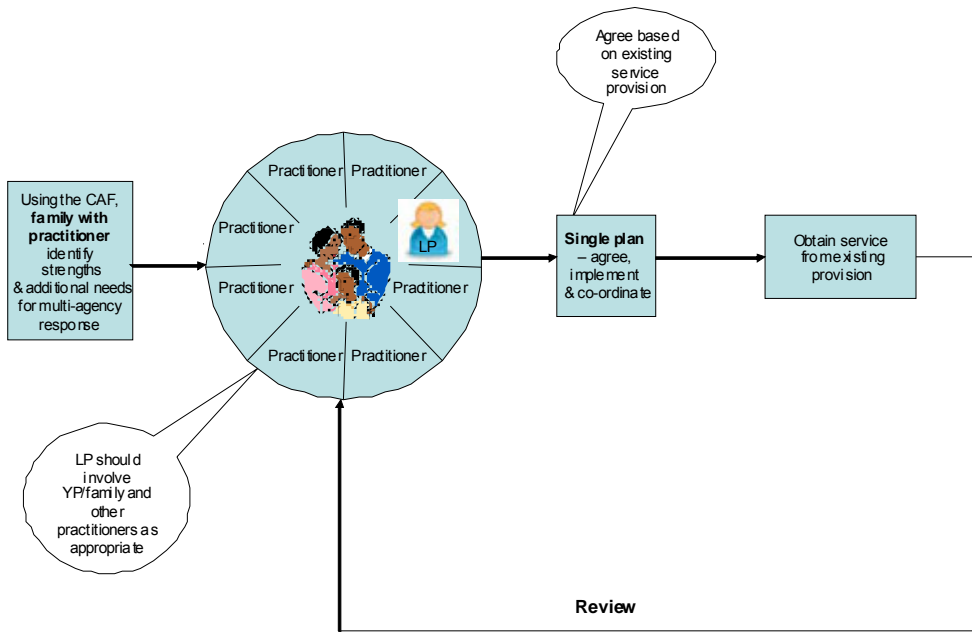 Using the CAF,
family with
practitioner
identify
strengths
& additional needs
for multi-agency
response
Practitioner
Practitioner
Practitioner
LP
Practitioner
Practitioner
Practitioner
Practitioner
LP should
involve
YP/family and
other
practitioners as
appropriate
Agree based
on existing
service
provision
Single plan
– agree,
implement
& co-ordinate
Obtain service
from existing
provision
Review